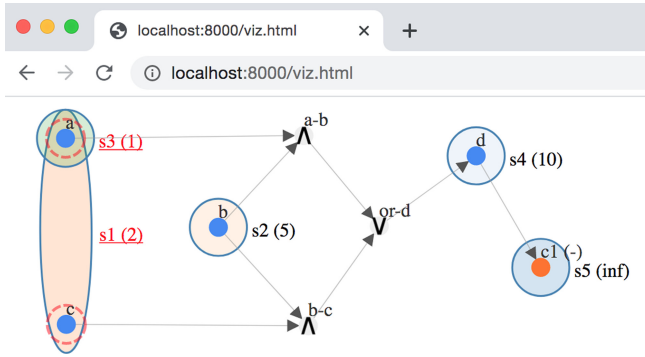 localhost:8000/viz.html
localhost:8000/viz.html
a
s3 (1)
a-b
d
s4 (10)
s1 (2)
b
s2 (5)
or-d
c1 (-)
s5 (inf)
c
b-c